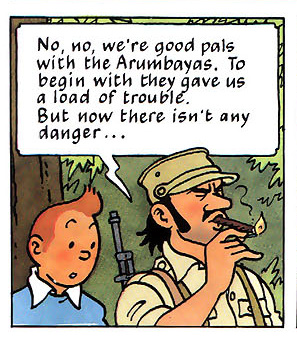 No, no, we're good pals
with the Arumbayas. To
begin with they gave us
a load of trouble.
But now there isn't any
danger...